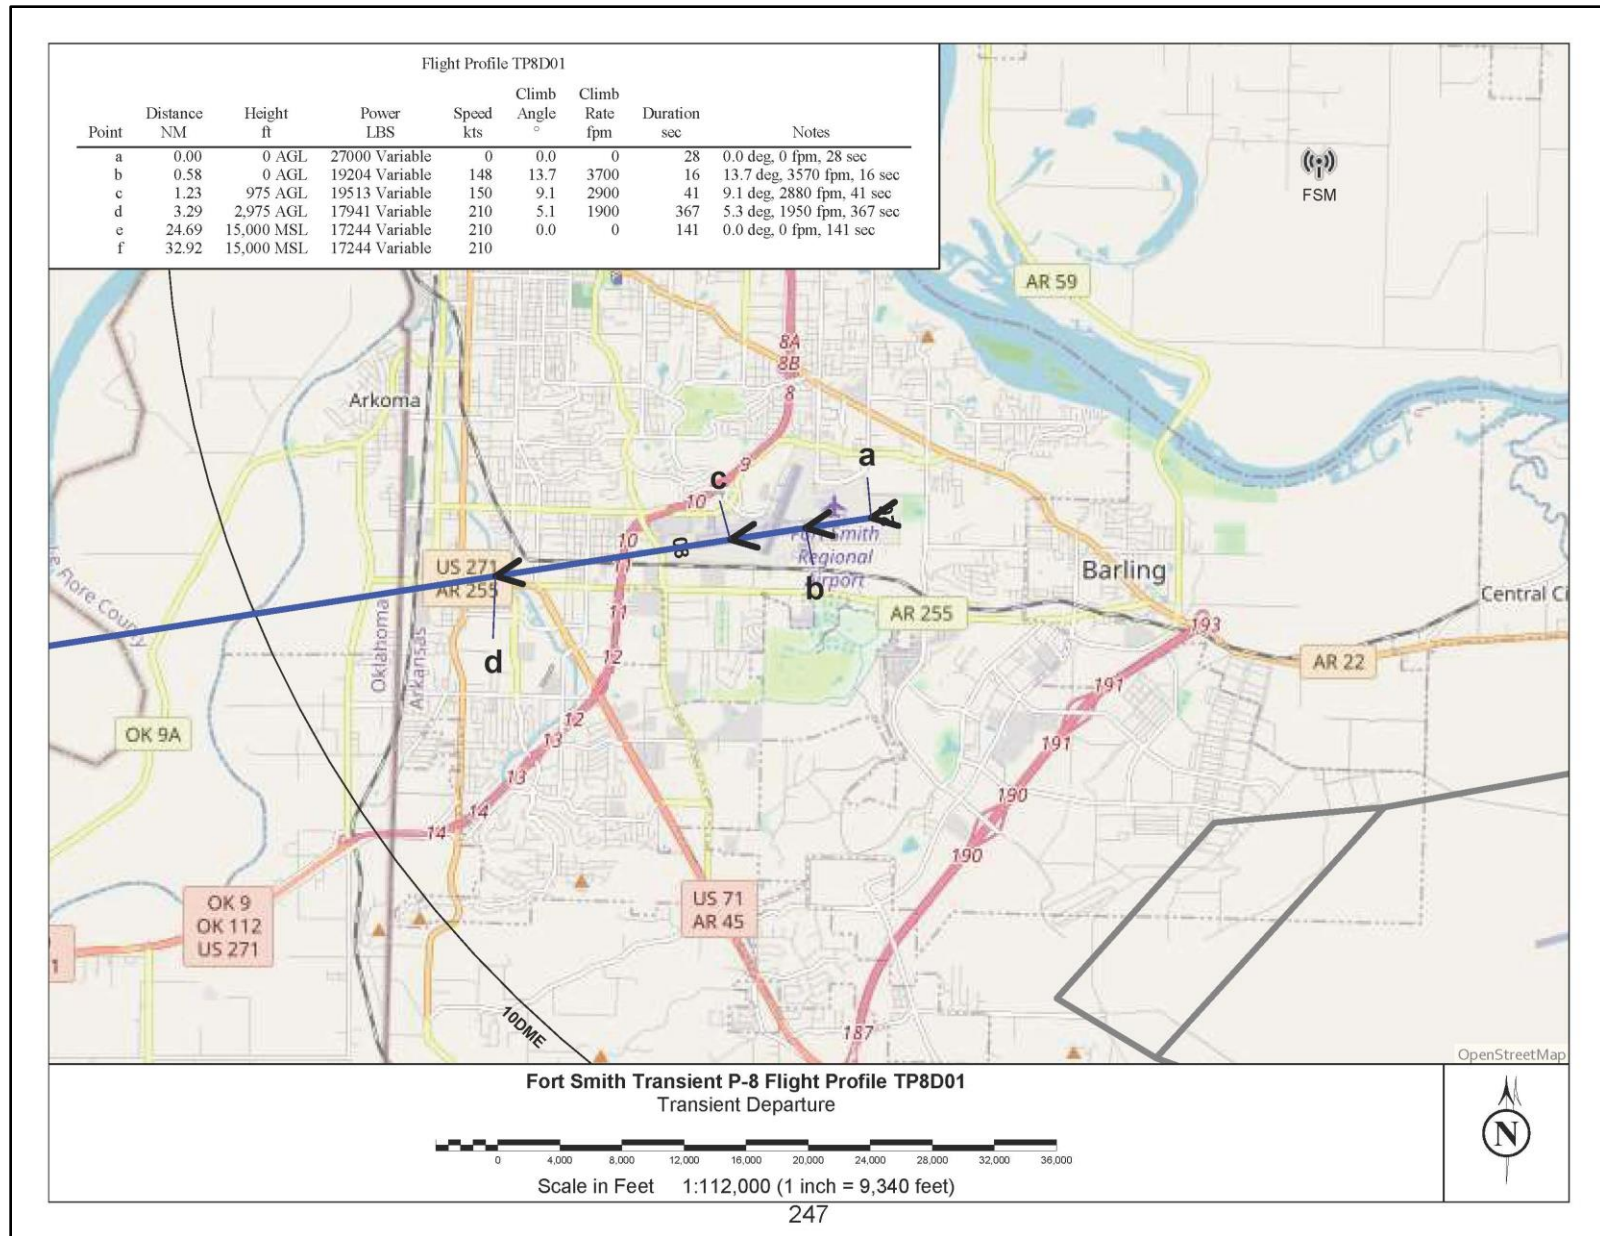 Flight Profile TP8D01
Point Distance NM Height ft Power LBS Speed kts Climb Angle ° Climb Rate fpm Duration sec Notes
a 0.00 0 AGL 27000 Variable 0 0.0 0 28 0.0 deg, 0 fpm, 28 sec
b 0.58 0 AGL 19204 Variable 148 13.7 3700 16 13.7 deg, 3570 fpm, 16 sec
c 1.23 975 AGL 19513 Variable 150 9.1 2900 41 9.1 deg, 2880 fpm, 41 sec
d 3.29 2,975 AGL 17941 Variable 210 5.1 1900 367 5.3 deg, 1950 fpm, 367 sec
e 24.69 15,000 MSL 17244 Variable 210 0.0 0 141 0.0 deg, 0 fpm, 141 sec
f 32.92 15,000 MSL 17244 Variable 210
FSM
AR 59
8A
8B
8
Arkoma
9
a
c
10
10
08
Smith
Regional
Airport
b
US 271
AR 255
Barling
Central Ci
11
AR 255
193
Flore County
Oklahoma
Arkansas
d
12
AR 22
191
12
OK 9A
13
191
13
190
14
14
190
OK 9
OK 112
US 271
US 71
AR 45
1
10DME
187
OpenStreetMap
Fort Smith Transient P-8 Flight Profile TP8D01
Transient Departure
0 4,000 8,000 12,000 16,000 20,000 24,000 28,000 32,000 36,000
Scale in Feet 1:112,000 (1 inch = 9,340 feet)
N
247